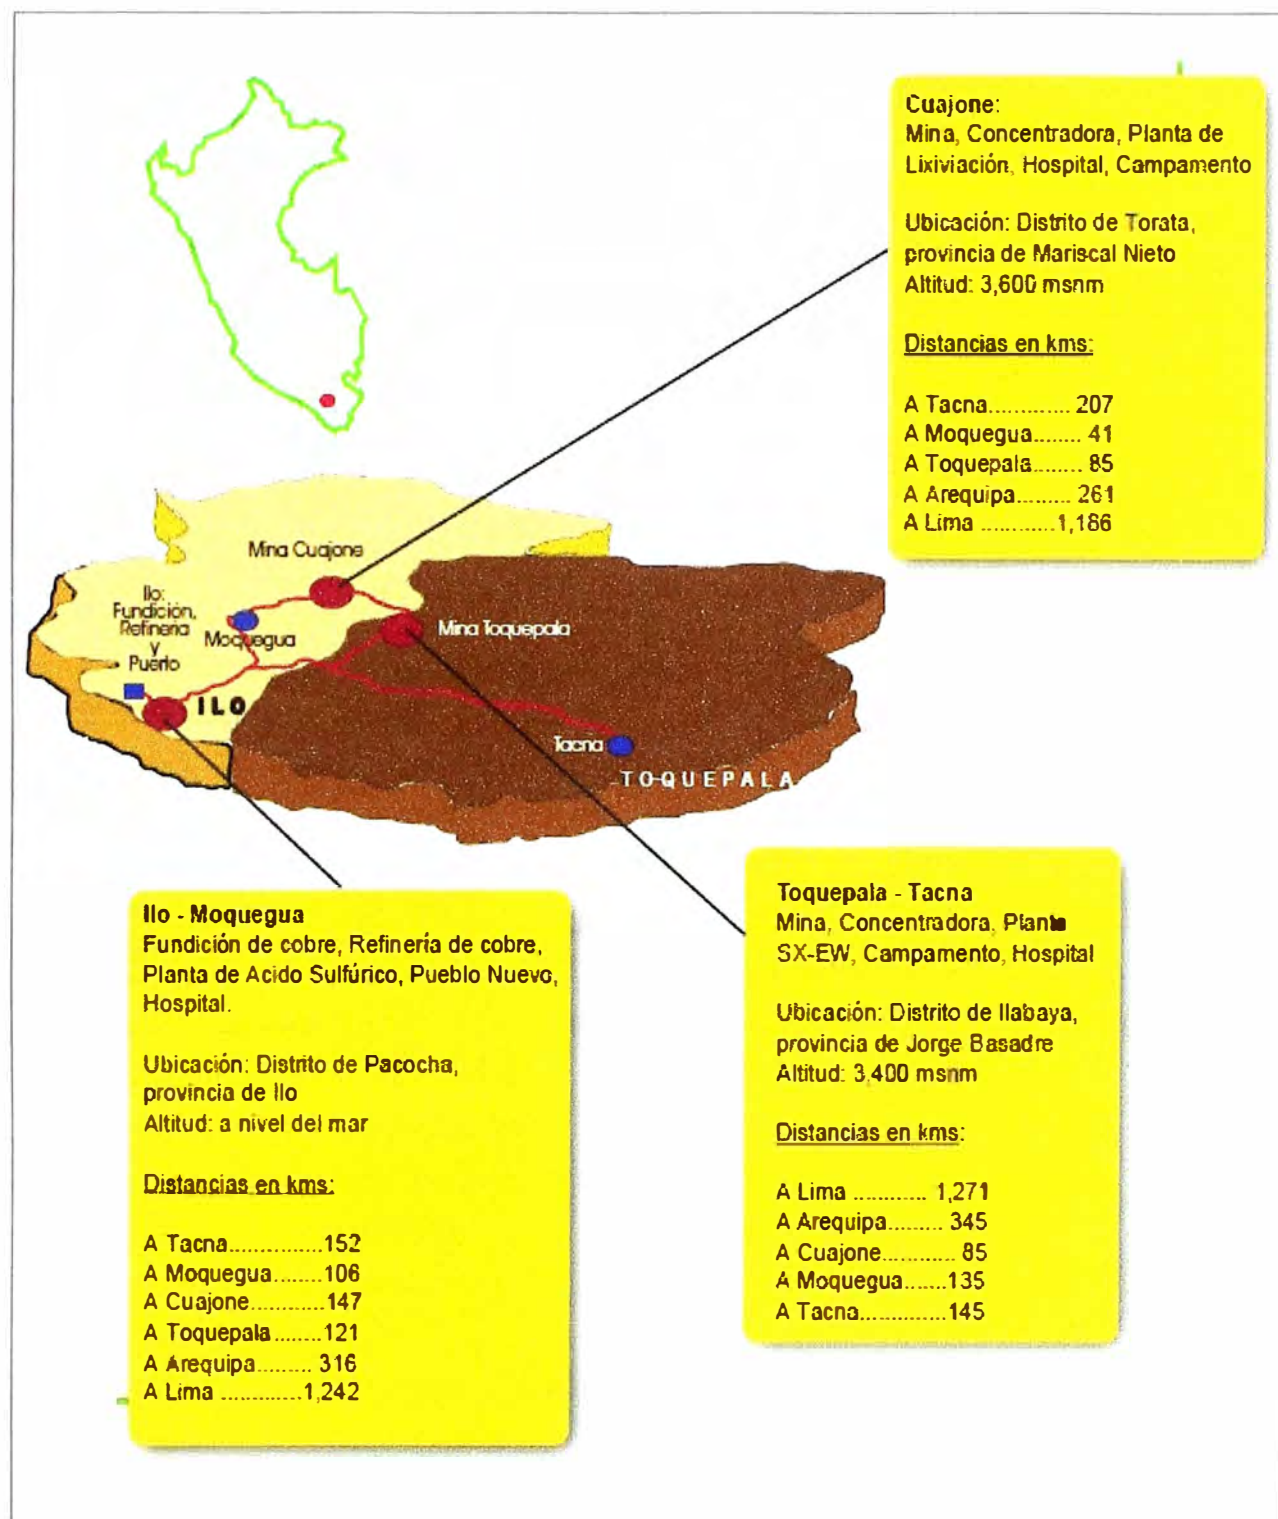 Cuajone:
Mina, Concentradora, Planta de
Lixiviación, Hospital, Campamento
Ubicación: Distrito de Torata,
provincia de Mariscal Nieto
Altitud: 3,600 msnm
Distancias en kms:
A Tacna............. 207
A Moquegua........ 41
A Toquepala........ 85
A Arequipa......... 261
A Lima ............1,186
Mina Cuajone
Ilo:
Fundición,
Refinería
y
Puerto
Moquegua
Mina Toquepala
ILO
Tacna
TOQUEPALA
Ilo - Moquegua
Fundición de cobre, Refinería de cobre,
Planta de Acido Sulfúrico, Pueblo Nuevo,
Hospital.
Ubicación: Distrito de Pacocha,
provincia de Ilo
Altitud: a nivel del mar
Distancias en kms:
A Tacna...............152
A Moquegua........106
A Cuajone............147
A Toquepala........121
A Arequipa......... 316
A Lima .............1,242
Toquepala - Tacna
Mina, Concentradora, Planta
SX-EW, Campamento, Hospital
Ubicación: Distrito de Ilabaya,
provincia de Jorge Basadre
Altitud: 3,400 msnm
Distancias en kms:
A Lima ............ 1,271
A Arequipa......... 345
A Cuajone............ 85
A Moquegua.......135
A Tacna..............145